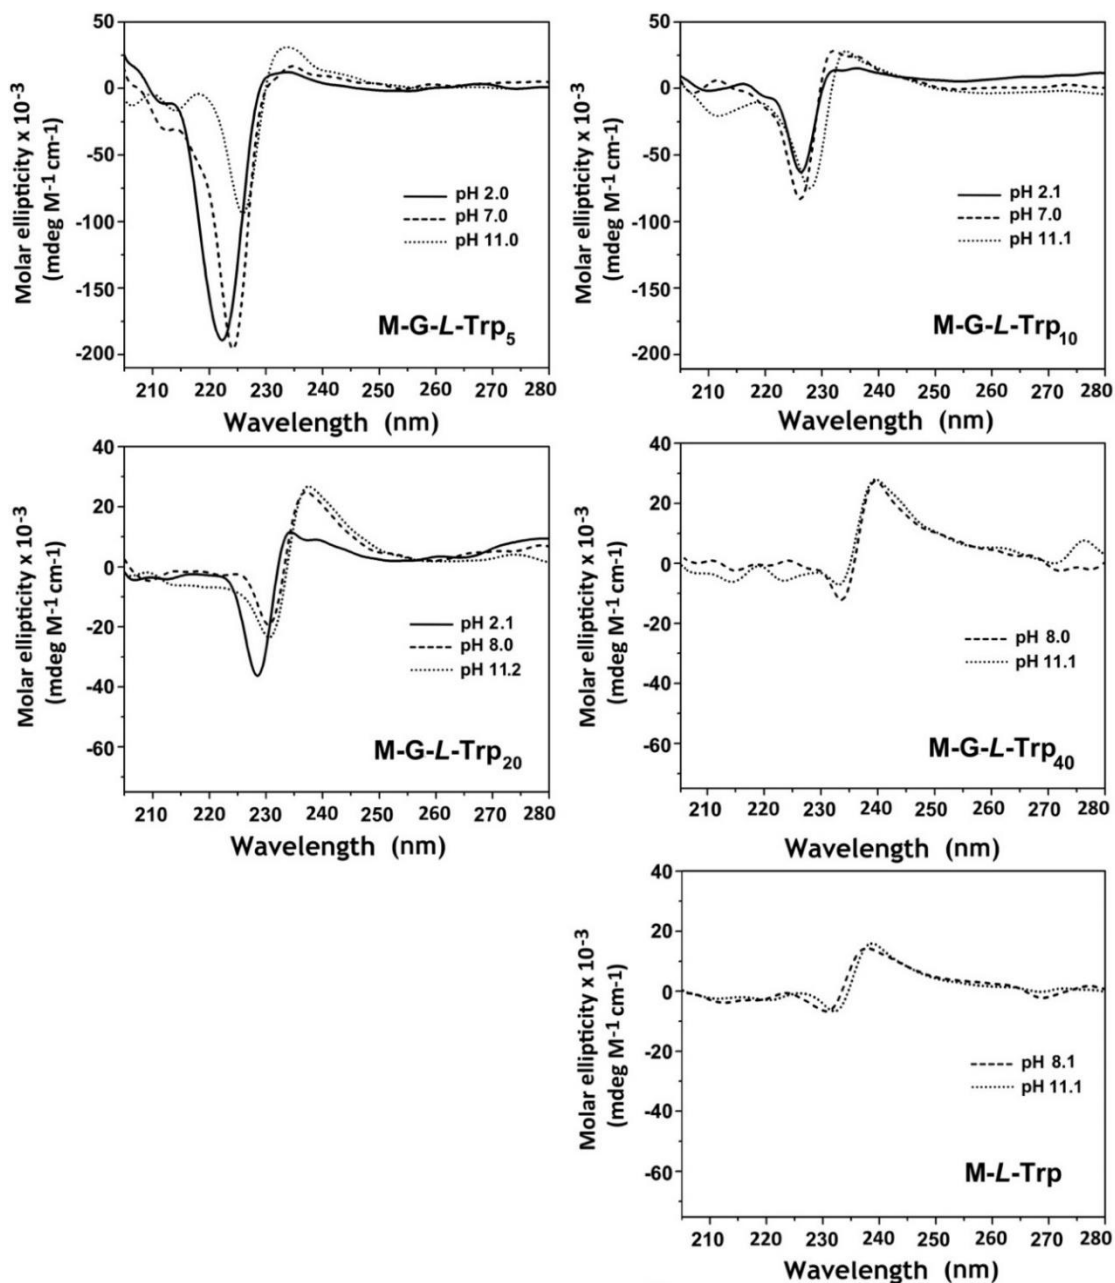 50
0
-50
-100
-150
-200
Molar ellipticity x 10-3
(mdeg M-1 cm-1)
pH 2.0
pH 7.0
pH 11.0
M-G-L-Trp5
210 220 230 240 250 260 270 280
Wavelength (nm)
50
0
-50
-100
-150
-200
Molar ellipticity x 10-3
(mdeg M-1 cm-1)
pH 2.1
pH 7.0
pH 11.1
M-G-L-Trp10
210 220 230 240 250 260 270 280
Wavelength (nm)
40
20
0
-20
-40
-60
Molar ellipticity x 10-3
(mdeg M-1 cm-1)
pH 2.1
pH 8.0
pH 11.2
M-G-L-Trp20
210 220 230 240 250 260 270 280
Wavelength (nm)
40
20
0
-20
-40
-60
Molar ellipticity x 10-3
(mdeg M-1 cm-1)
pH 8.0
pH 11.1
M-G-L-Trp40
210 220 230 240 250 260 270 280
Wavelength (nm)
40
20
0
-20
-40
-60
Molar ellipticity x 10-3
(mdeg M-1 cm-1)
pH 8.1
pH 11.1
M-L-Trp
210 220 230 240 250 260 270 280
Wavelength (nm)